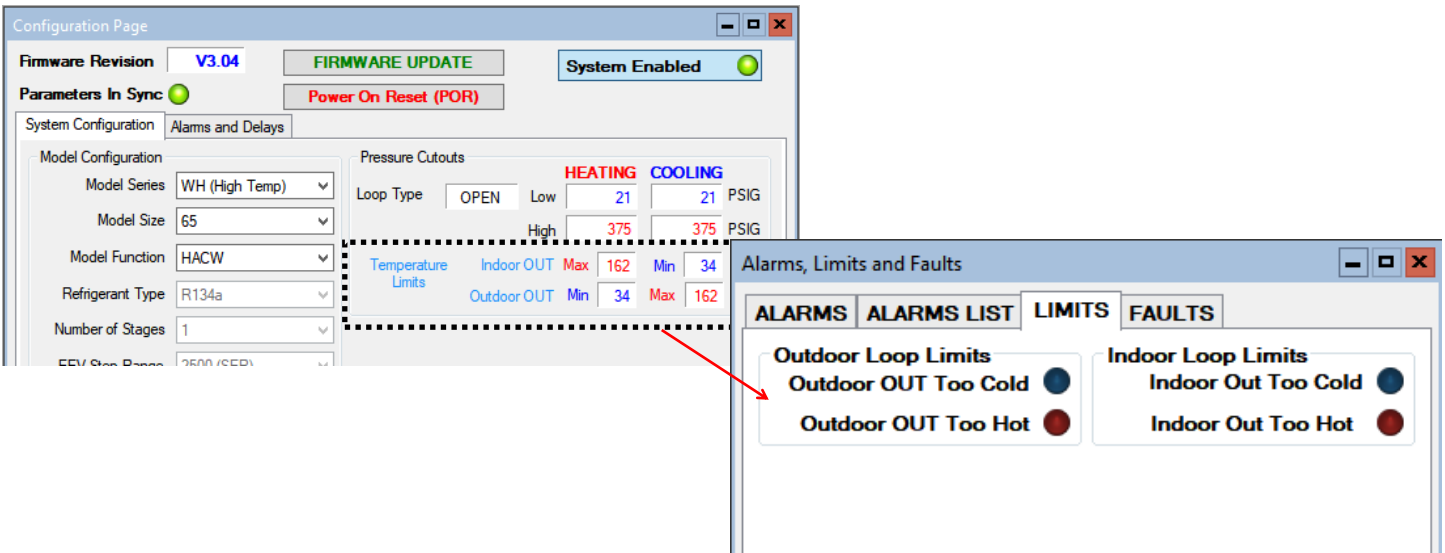 Configuration Page
Firmware Revision V3.04 FIRMWARE UPDATE System Enabled
Parameters In Sync Power On Reset (POR)
System Configuration Alarms and Delays
Model Configuration
Model Series WH (High Temp)
Model Size 65
Model Function HACW
Refrigerant Type R134a
Number of Stages 1
EEV Step Range 2500 (SER)
Pressure Cutouts
HEATING COOLING
Loop Type OPEN Low 21 21 PSIG
High 375 375 PSIG
Temperature Limits
Indoor OUT Max 162 Min 34
Outdoor OUT Min 34 Max 162
Alarms, Limits and Faults
ALARMS ALARMS LIST LIMITS FAULTS
Outdoor Loop Limits
Outdoor OUT Too Cold
Outdoor OUT Too Hot
Indoor Loop Limits
Indoor Out Too Cold
Indoor Out Too Hot